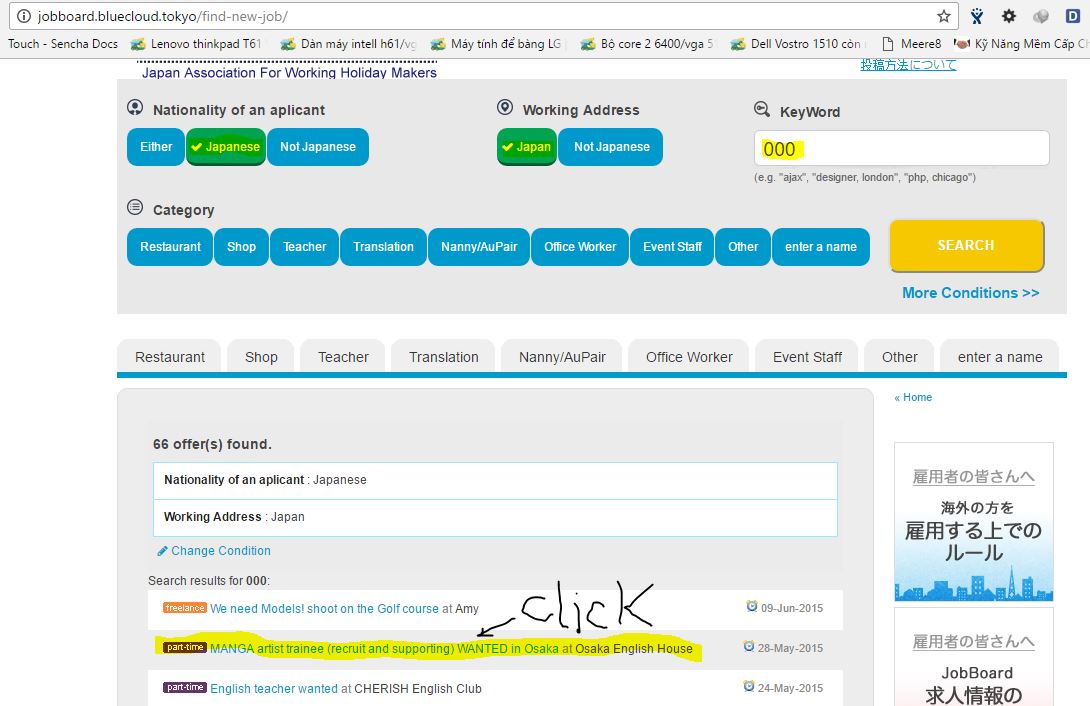 jobboard.bluecloud.tokyo/find-new-job/
Touch - Sencha Docs Lenovo thinkpad T61 Dàn máy intell h61/vg Máy tính để bàng LG Bộ core 2 6400/vga 5 Dell Vostro 1510 còn Meere8 Kỹ Năng Mềm Cấp
Japan Association For Working Holiday Makers
投稿方法について
Nationality of an aplicant
Working Address
KeyWord
Either Japanese Not Japanese
Japan Not Japanese
000
(e.g. "ajax", "designer, london", "php, chicago")
Category
Restaurant Shop Teacher Translation Nanny/AuPair Office Worker Event Staff Other enter a name
SEARCH
More Conditions >>
Restaurant Shop Teacher Translation Nanny/AuPair Office Worker Event Staff Other enter a name
« Home
66 offer(s) found.
Nationality of an aplicant : Japanese
Working Address : Japan
Change Condition
Search results for 000:
click
freelance We need Models! shoot on the Golf course at Amy 09-Jun-2015
part-time MANGA artist trainee (recruit and supporting) WANTED in Osaka at Osaka English House 28-May-2015
part-time English teacher wanted at CHERISH English Club 24-May-2015
雇用者の皆さんへ
海外の方を
雇用する上での
ルール
雇用者の皆さんへ
JobBoard
求人情報の